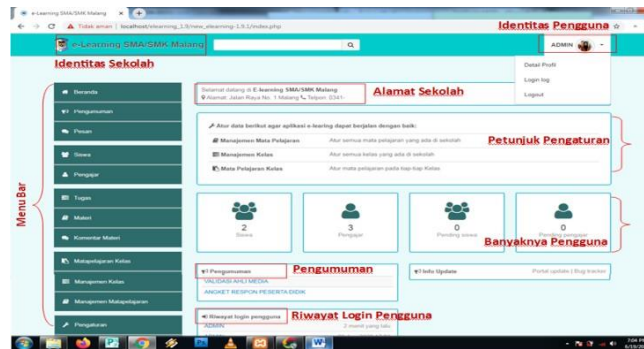 Identitas Pengguna
Tidak aman | localhost/elearning_1.9/new_elearning-1.9.1/index.php
e-Learning SMA/SMK Malang
ADMIN
Identitas Sekolah
Detail Profil
Login log
Logout
Beranda
Selamat datang di E-learning SMA/SMK Malang
Alamat: Jalan Raya No. 1 Malang Telpon: 0341-
Alamat Sekolah
Pengumuman
Pesan
Atur data berikut agar aplikasi e-learing dapat berjalan dengan baik:
Manajemen Mata Pelajaran
Atur semua mata pelajaran yang ada di sekolah
Petunjuk Pengaturan
Siswa
Manajemen Kelas
Atur semua kelas yang ada di sekolah
Pengajar
Mata Pelajaran Kelas
Atur mata pelajaran pada tiap-tiap Kelas
Menu Bar
Tugas
Materi
Komentar Materi
2
Siswa
3
Pengajar
0
Pending siswa
0
Pending pengajar
Banyaknya Pengguna
Matapelajaran Kelas
Manajemen Kelas
Manajemen Matapelajaran
Pengaturan
Pengumuman
Pengumuman
VALIDASI AHLI MEDIA
ANGKET RESPON PESERTA DIDIK
Info Update
Portal update | Bug tracker
Riwayat login pengguna
Riwayat Login Pengguna
ADMIN
2 menit yang lalu